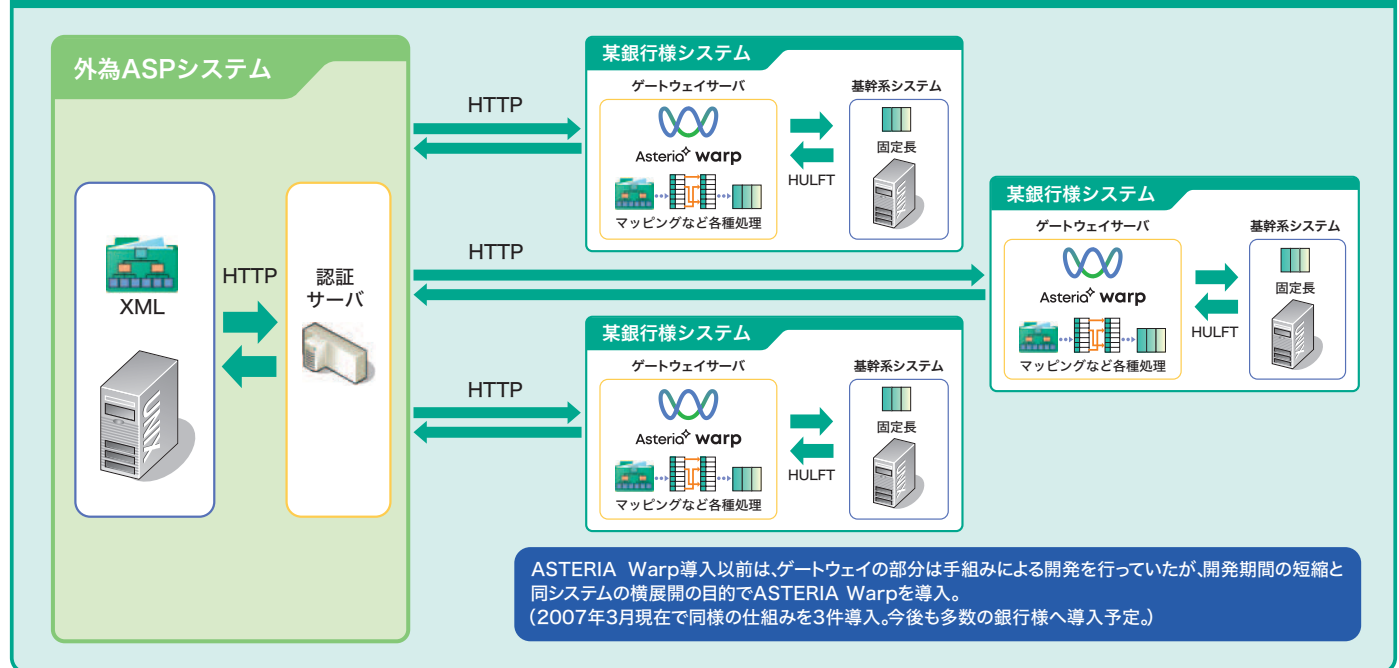 外為ASPシステム
XML
HTTP
認証
サーバ
UNIX
HTTP
某銀行様システム
ゲートウェイサーバ
基幹系システム
Asteria warp
マッピングなど各種処理
HULFT
固定長
HTTP
某銀行様システム
ゲートウェイサーバ
基幹系システム
Asteria warp
マッピングなど各種処理
HULFT
固定長
HTTP
某銀行様システム
ゲートウェイサーバ
基幹系システム
Asteria warp
マッピングなど各種処理
HULFT
固定長
ASTERIA Warp導入以前は、ゲートウェイの部分は手組みによる開発を行っていたが、開発期間の短縮と
同システムの横展開の目的でASTERIA Warpを導入。
(2007年3月現在で同様の仕組みを3件導入。今後も多数の銀行様へ導入予定。)